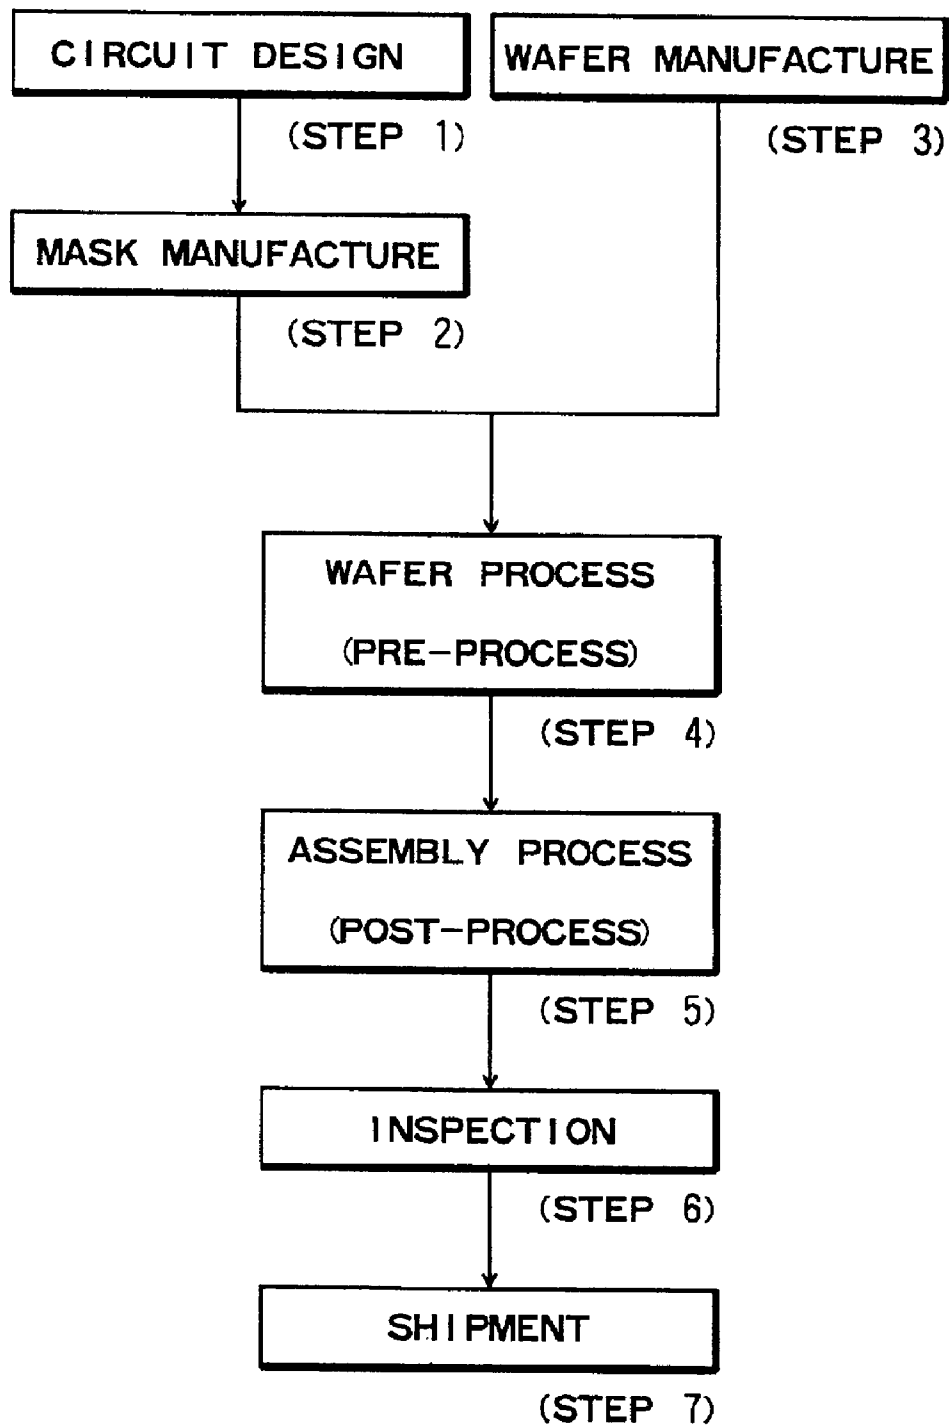 CIRCUIT DESIGN
WAFER MANUFACTURE
(STEP 1)
(STEP 3)
MASK MANUFACTURE
(STEP 2)
WAFER PROCESS
(PRE-PROCESS)
(STEP 4)
ASSEMBLY PROCESS
(POST-PROCESS)
(STEP 5)
INSPECTION
(STEP 6)
SHIPMENT
(STEP 7)